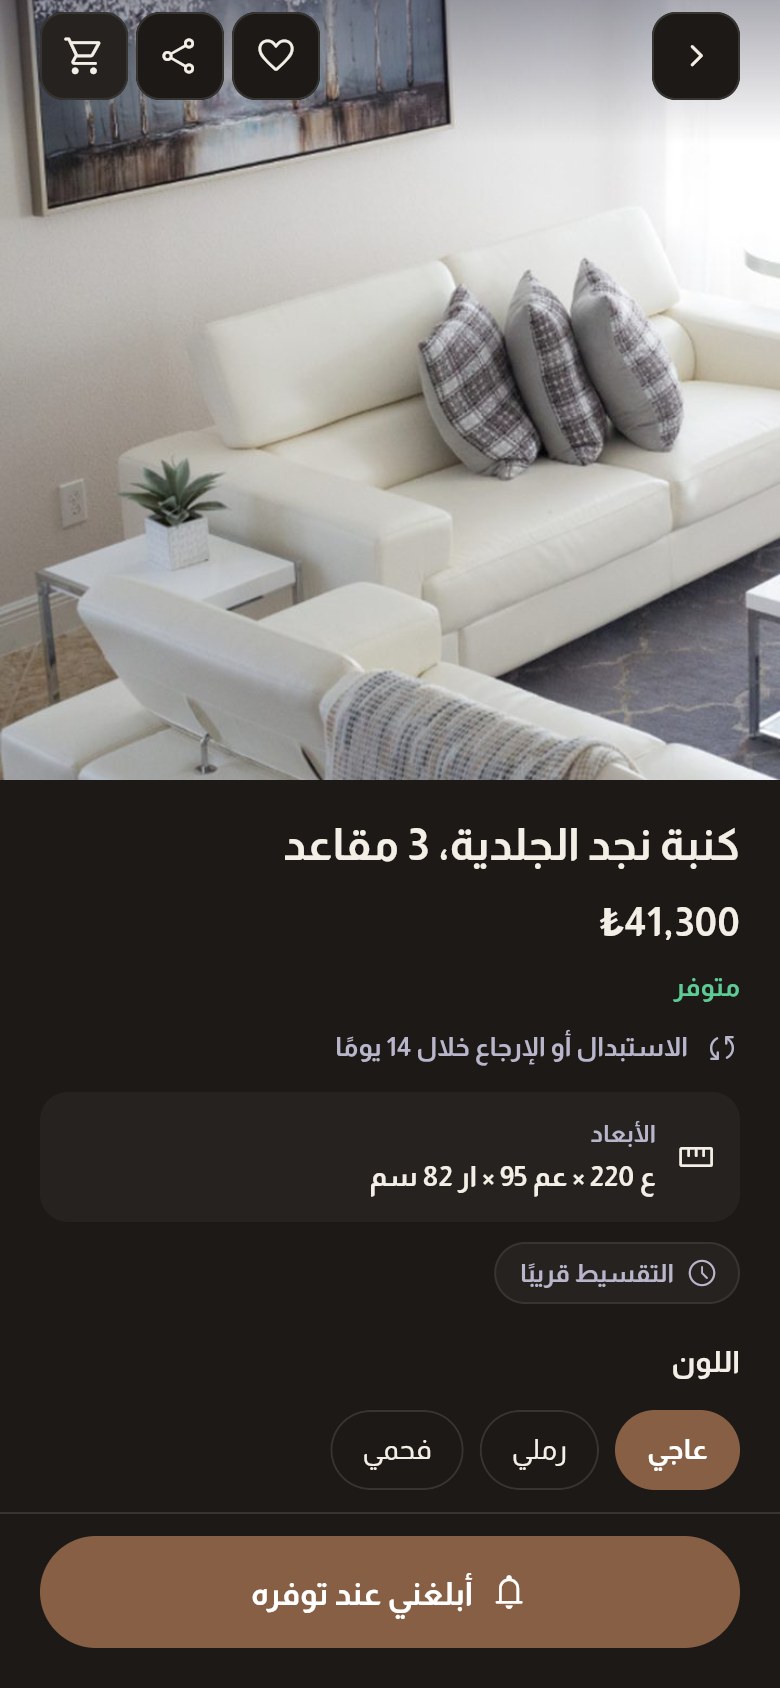 كنبة نجد الجلدية، 3 مقاعد
₺41,300
متوفر
الاستبدال أو الإرجاع خلال 14 يومًا
الأبعاد
ع 220 × عم 95 × ار 82 سم
التقسيط قريبًا
اللون
عاجي
رملي
فحمي
أبلغني عند توفره